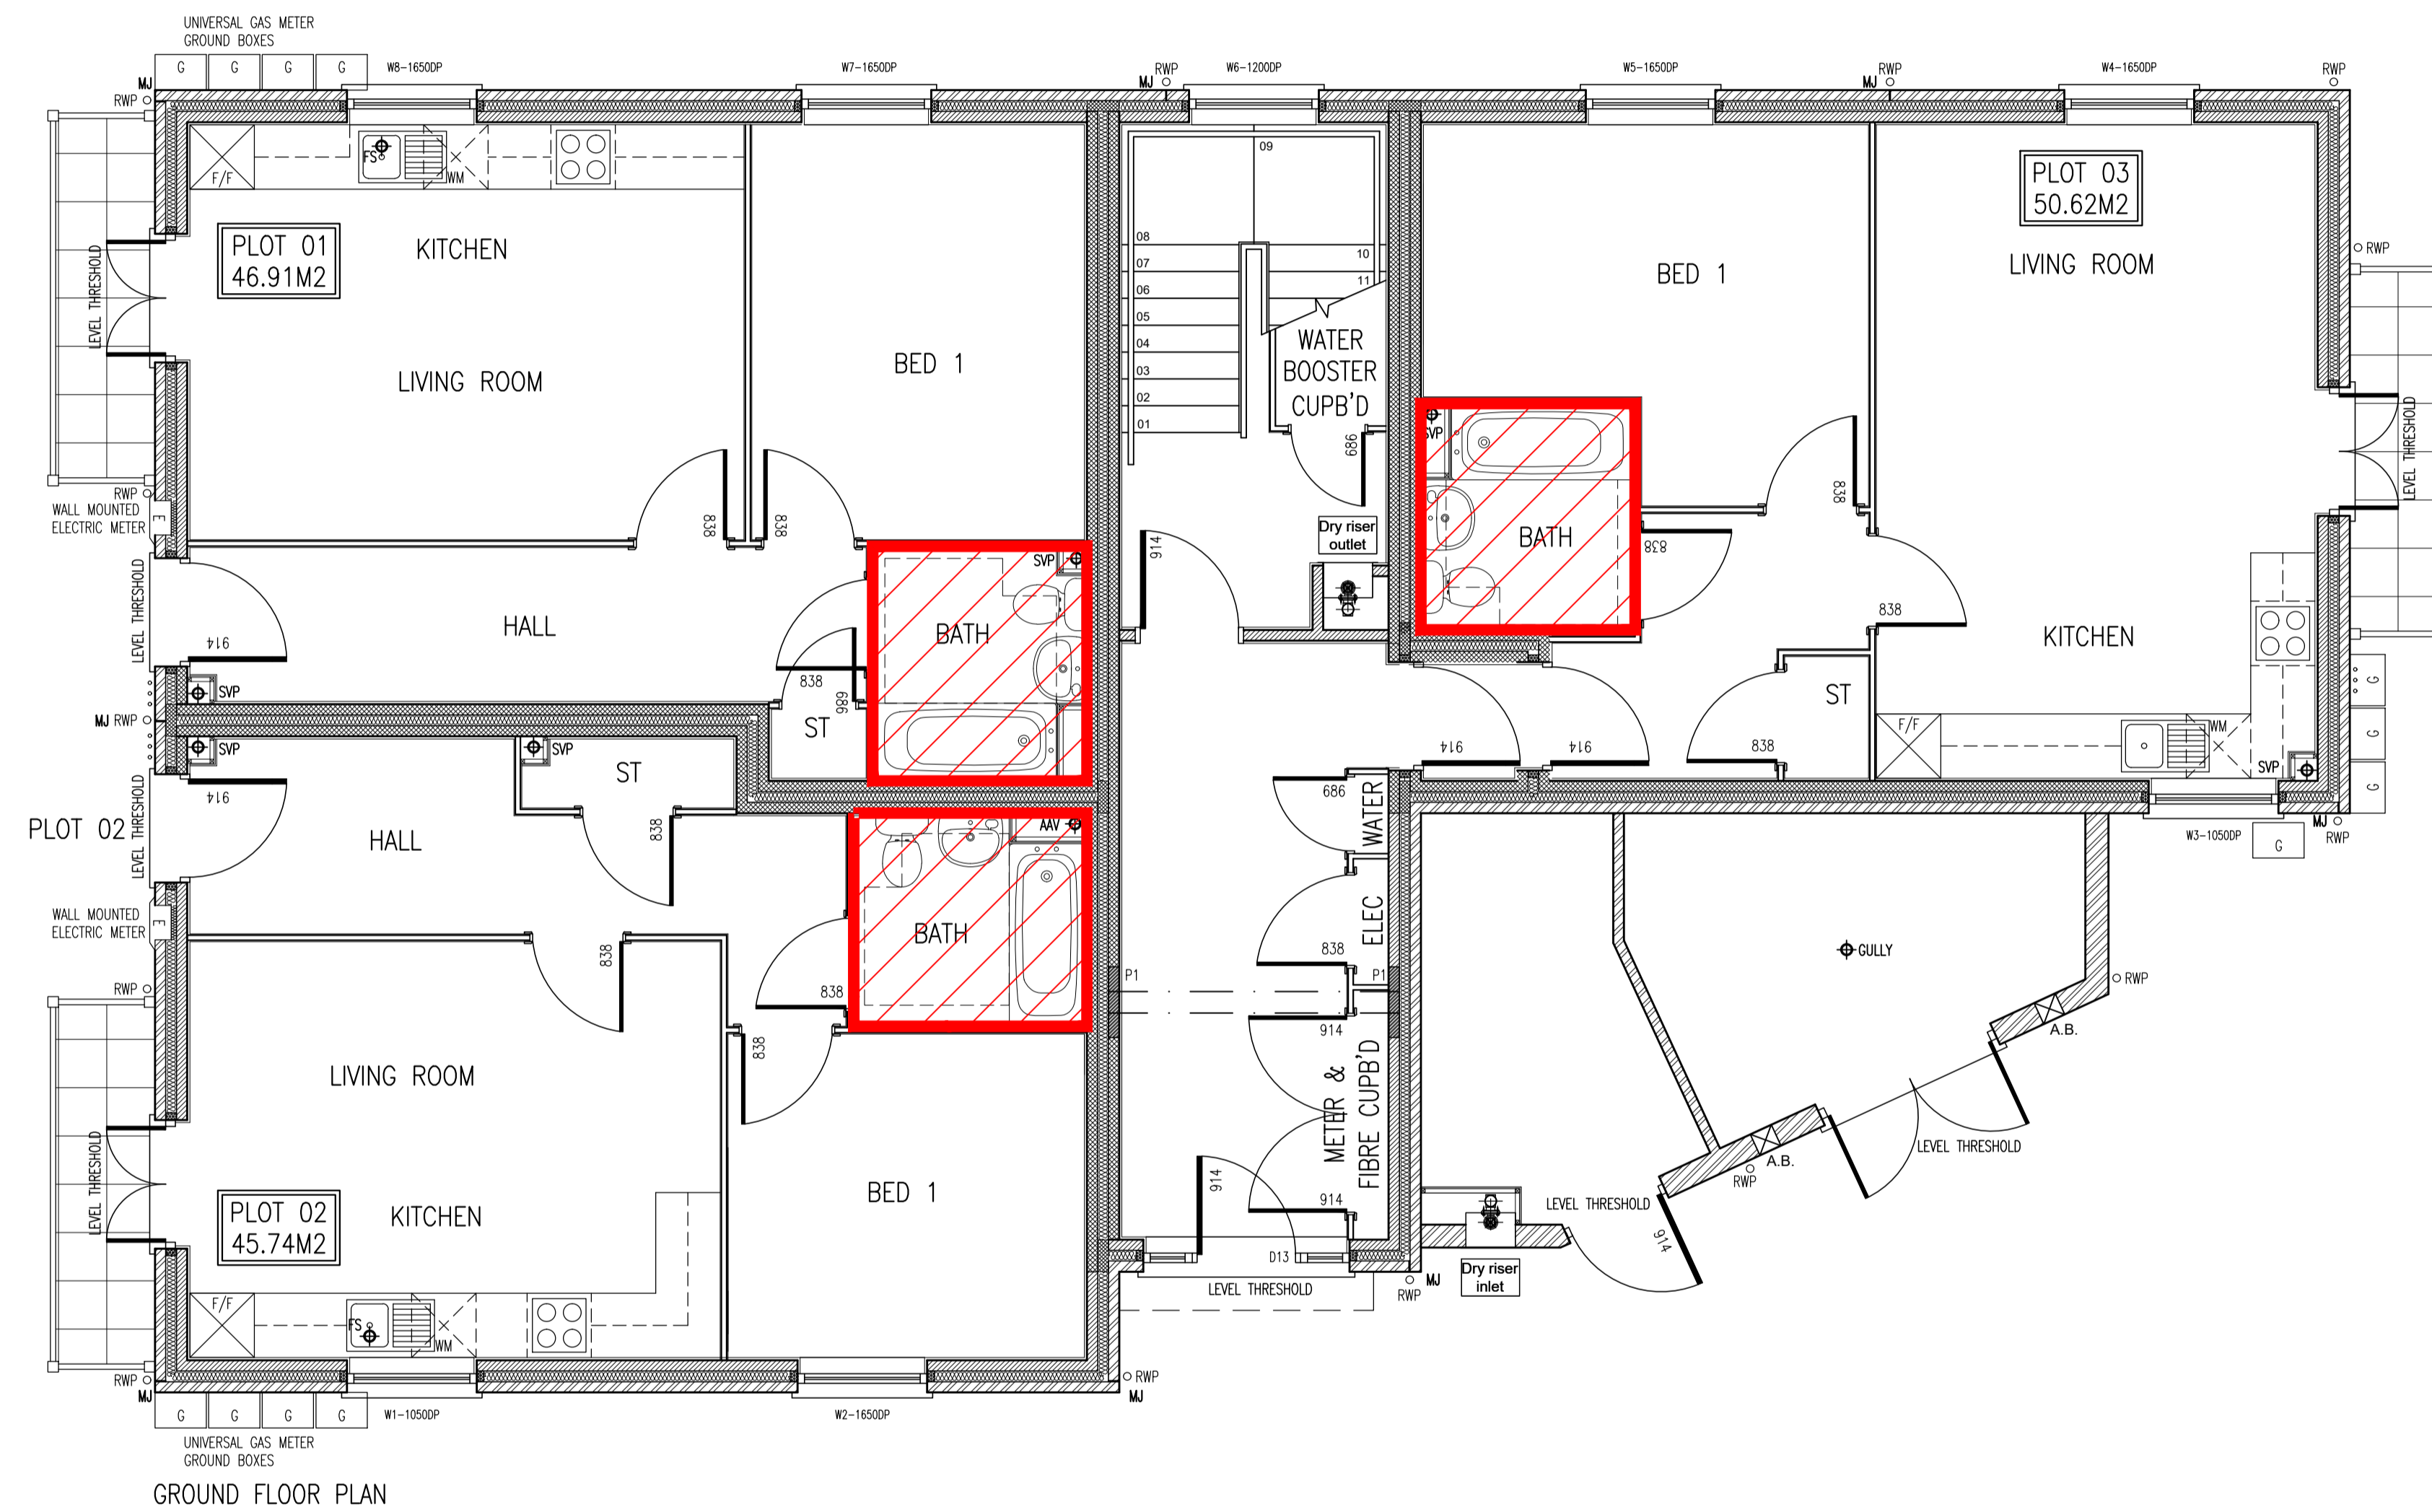 UNIVERSAL GAS METER
GROUND BOXES
G
G
G
G
MJ
RWP
W8-1650DP
W7-1650DP
MJ
RWP
W6-1200DP
W5-1650DP
MJ
RWP
W4-1650DP
RWP
FS
F/F
WM
PLOT 01
46.91M2
KITCHEN
LIVING ROOM
LEVEL THRESHOLD
BED 1
09
08
07
06
05
04
03
02
01
10
11
WATER
BOOSTER
CUPB'D
686
BED 1
PLOT 03
50.62M2
LIVING ROOM
RWP
LEVEL THRESHOLD
SVP
BATH
838
838
838
KITCHEN
RWP
WALL MOUNTED
ELECTRIC METER
E
838
838
Dry riser
outlet
914
LEVEL THRESHOLD
914
HALL
SVP
BATH
838
686
ST
SVP
MJ RWP
SVP
SVP
ST
914
PLOT 02
LEVEL THRESHOLD
HALL
838
AAV
BATH
838
838
838
WALL MOUNTED
ELECTRIC METER
E
RWP
914
914
838
ST
F/F
WM
SVP
G
G
G
686
WATER
ELEC
838
P1
P1
914
METER &
FIBRE CUPB'D
914
914
D13
LEVEL THRESHOLD
W3-1050DP
G
MJ
RWP
GULLY
RWP
A.B.
A.B.
RWP
LEVEL THRESHOLD
LEVEL THRESHOLD
914
Dry riser
inlet
MJ
RWP
LIVING ROOM
LEVEL THRESHOLD
PLOT 02
45.74M2
KITCHEN
BED 1
F/F
FS
WM
RWP
MJ
RWP
MJ
G
G
G
G
W1-1050DP
W2-1650DP
UNIVERSAL GAS METER
GROUND BOXES
GROUND FLOOR PLAN